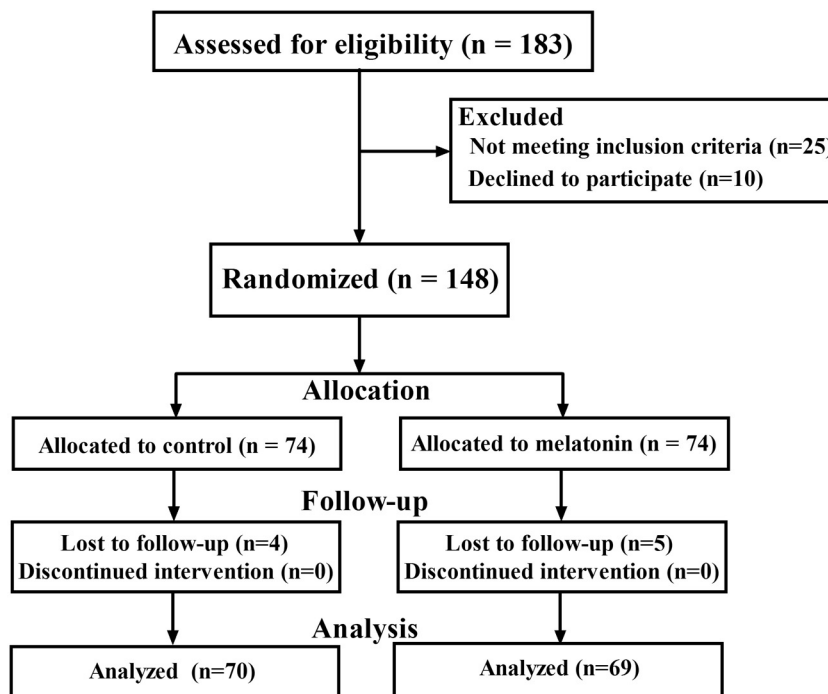 Assessed for eligibility (n = 183)
Excluded
Not meeting inclusion criteria (n=25)
Declined to participate (n=10)
Randomized (n = 148)
Allocation
Allocated to control (n = 74)
Allocated to melatonin (n = 74)
Follow-up
Lost to follow-up (n=4)
Discontinued intervention (n=0)
Lost to follow-up (n=5)
Discontinued intervention (n=0)
Analysis
Analyzed (n=70)
Analyzed (n=69)